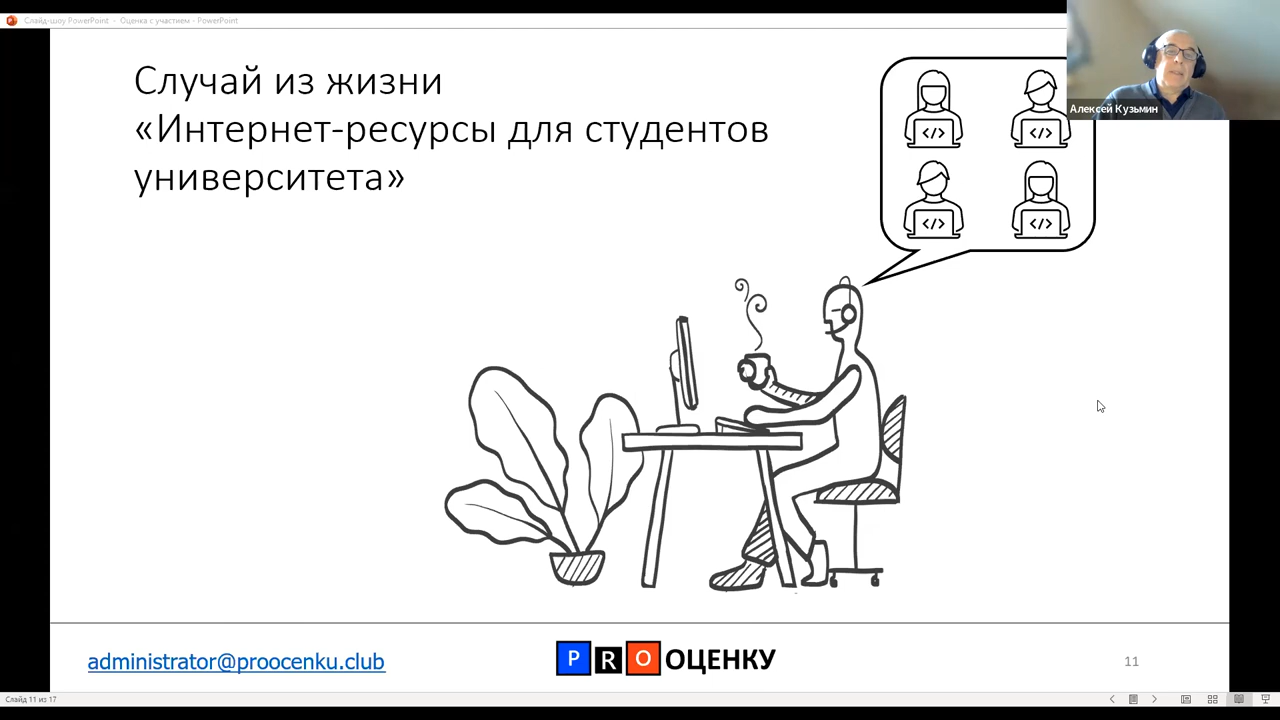 Слайд-шоу PowerPoint - Оценка с участием - PowerPoint
Случай из жизни
«Интернет-ресурсы для студентов
университета»
Алексей Кузьмин
</>
</>
</>
</>
administrator@proocenku.club
PRO ОЦЕНКУ
11
Слайд 11 из 17